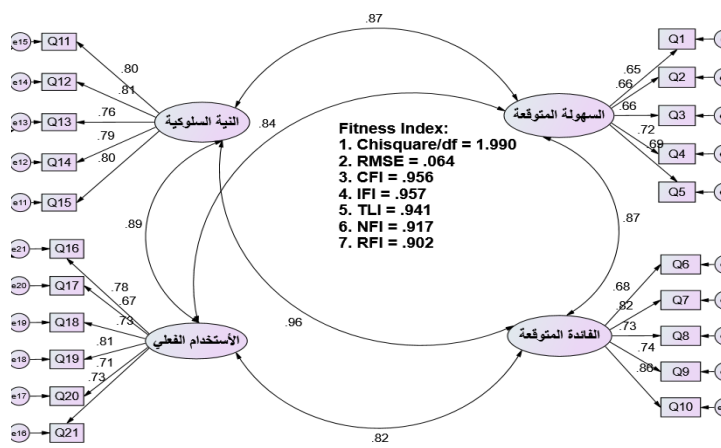 .87
e15
Q11
e14
Q12
e13
Q13
e12
Q14
e11
Q15
.80
.81
.76
.79
.80
النية السلوكية
السهولة المتوقعة
Q1
Q2
Q3
Q4
Q5
.65
.66
.66
.72
.69
.84
Fitness Index:
1. Chisquare/df = 1.990
2. RMSE = .064
3. CFI = .956
4. IFI = .957
5. TLI = .941
6. NFI = .917
7. RFI = .902
.89
.87
.96
e21
Q16
e20
Q17
e19
Q18
e18
Q19
e17
Q20
e16
Q21
.78
.67
.73
.81
.71
.73
الأستخدام الفعلي
الفائدة المتوقعة
Q6
Q7
Q8
Q9
Q10
.68
.82
.73
.74
.82